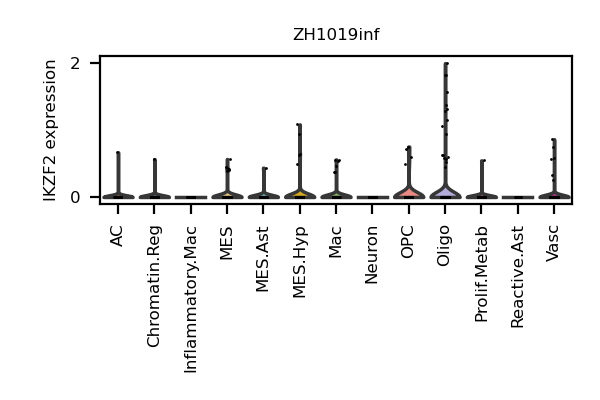 ZH1019inf
IKZF2 expression
2
0
AC
Chromatin.Reg
Inflammatory.Mac
MES
MES.Ast
MES.Hyp
Mac
Neuron
OPC
Oligo
Prolif.Metab
Reactive.Ast
Vasc